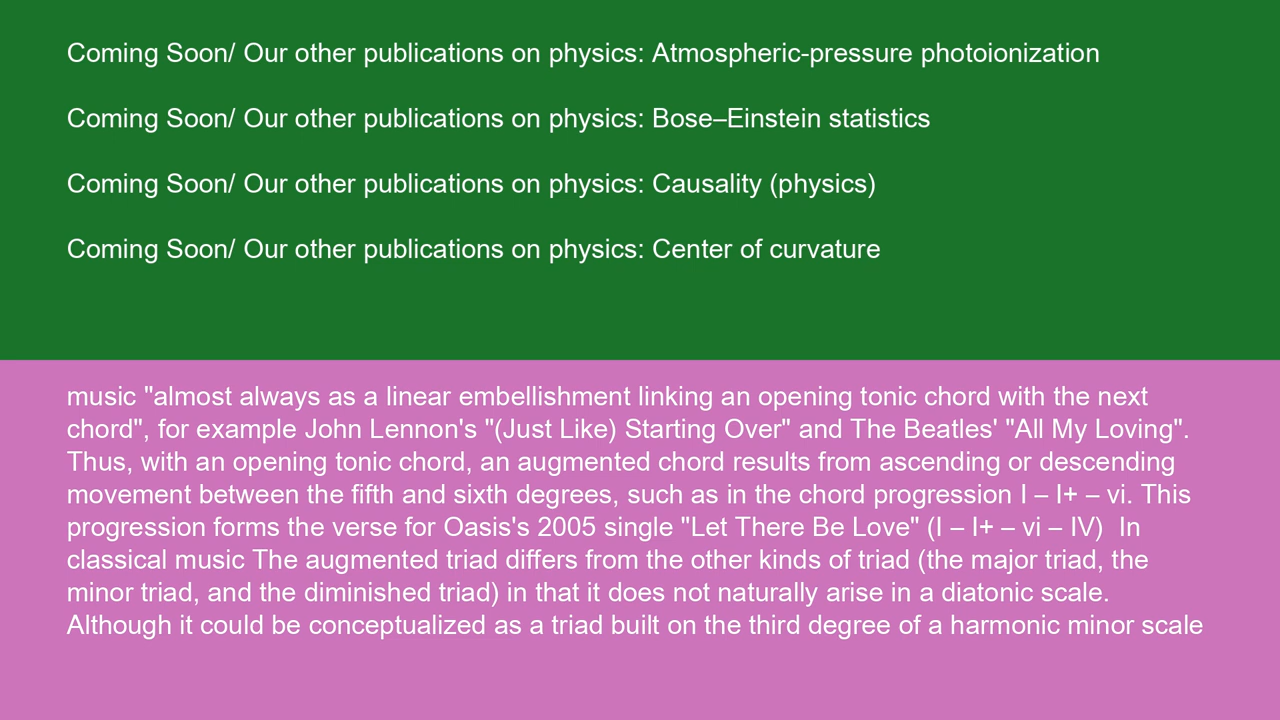 Coming Soon/ Our other publications on physics: Atmospheric-pressure photoionization
Coming Soon/ Our other publications on physics: Bose–Einstein statistics
Coming Soon/ Our other publications on physics: Causality (physics)
Coming Soon/ Our other publications on physics: Center of curvature
music "almost always as a linear embellishment linking an opening tonic chord with the next
chord", for example John Lennon's "(Just Like) Starting Over" and The Beatles' "All My Loving".
Thus, with an opening tonic chord, an augmented chord results from ascending or descending
movement between the fifth and sixth degrees, such as in the chord progression I – I+ – vi. This
progression forms the verse for Oasis's 2005 single "Let There Be Love" (I – I+ – vi – IV)  In
classical music The augmented triad differs from the other kinds of triad (the major triad, the
minor triad, and the diminished triad) in that it does not naturally arise in a diatonic scale.
Although it could be conceptualized as a triad built on the third degree of a harmonic minor scale